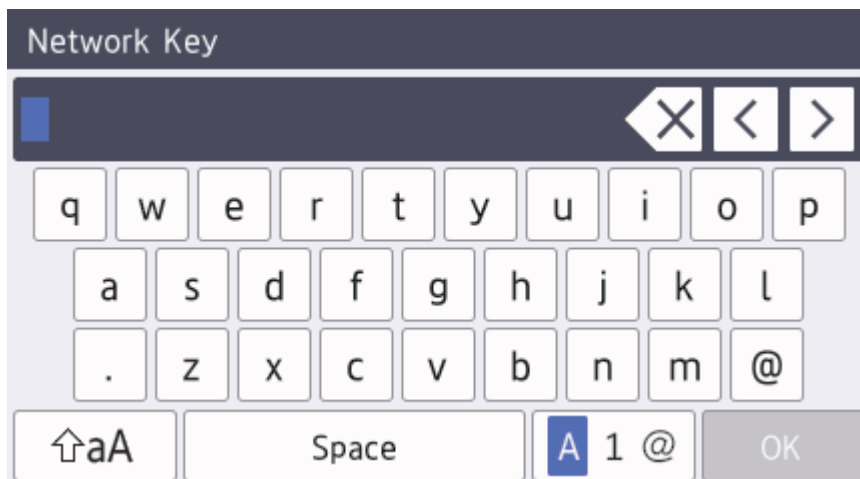 Network Key
q w e r t y u i o p
a s d f g h j k l
. z x c v b n m @
aA Space A 1 @ OK